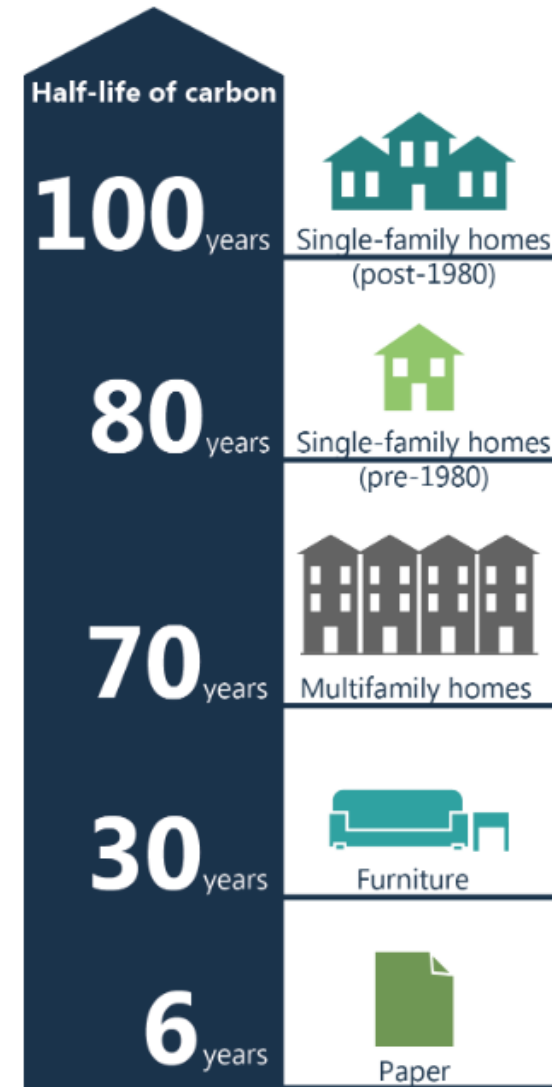 Half-life of carbon
100 years
Single-family homes
(post-1980)
80 years
Single-family homes
(pre-1980)
70 years
Multifamily homes
30 years
Furniture
6 years
Paper